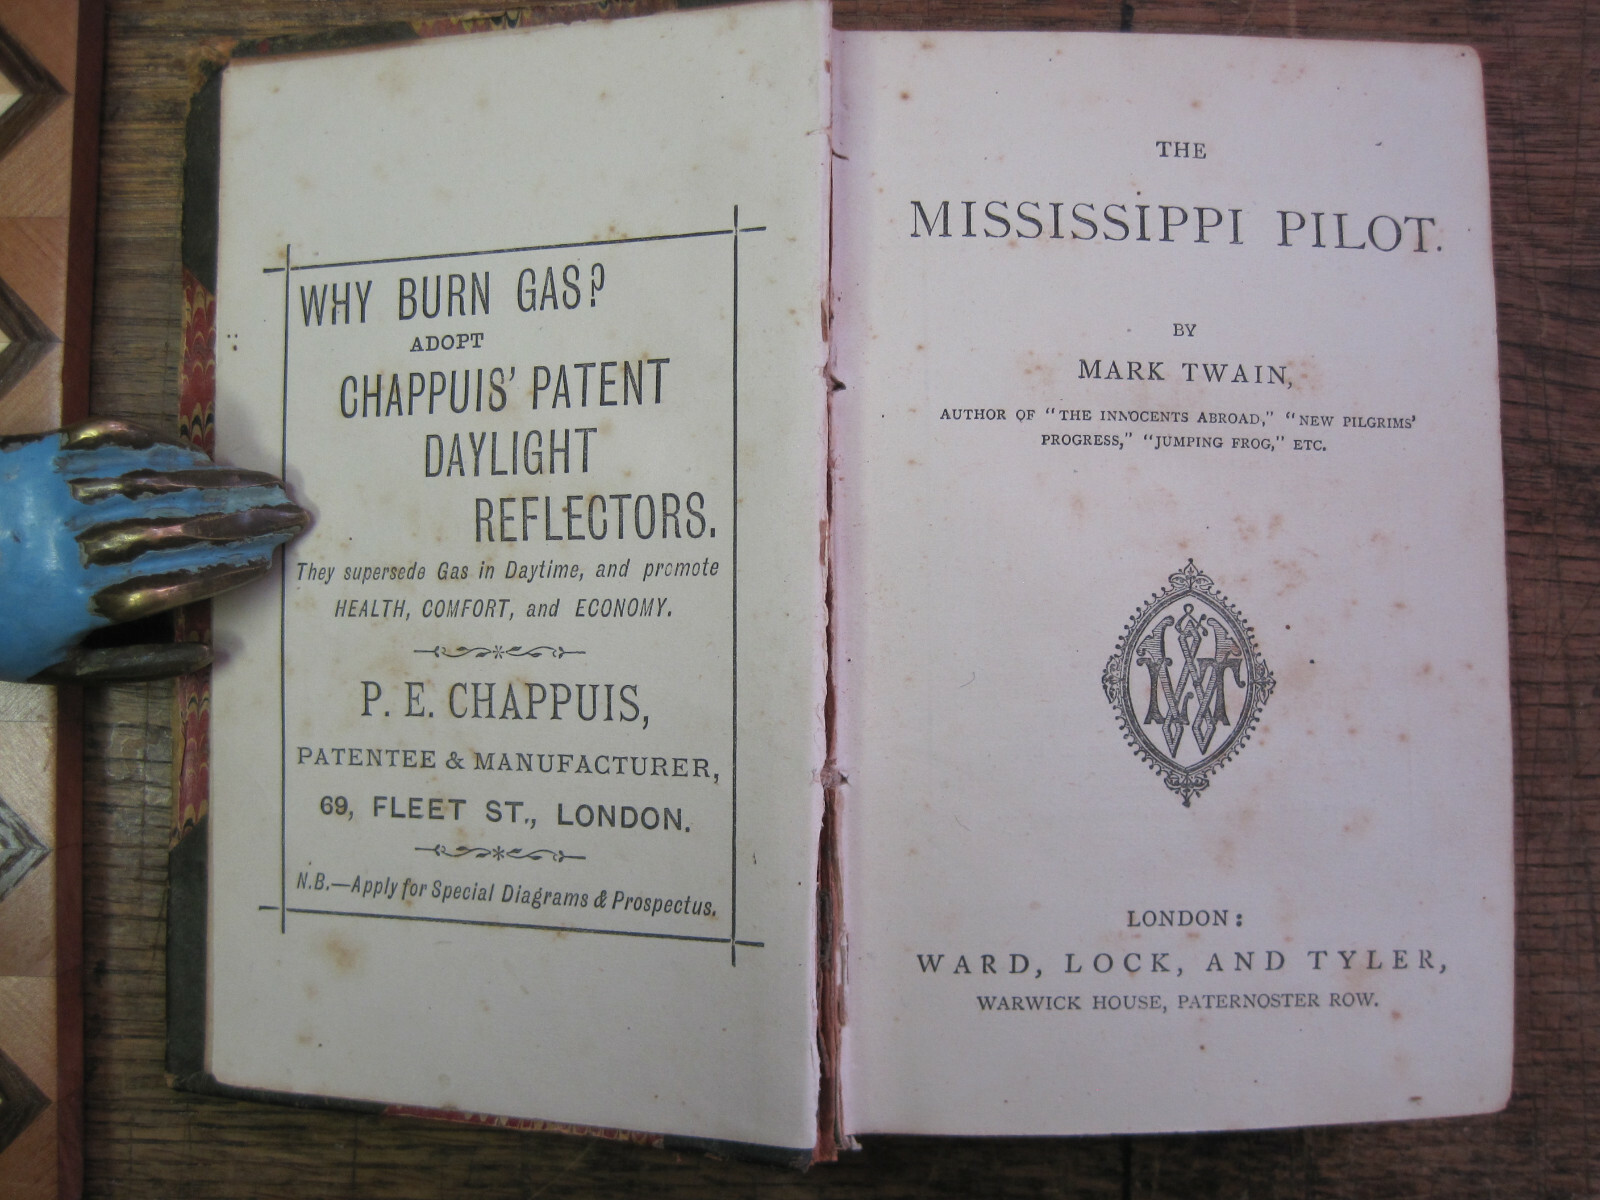 WHY BURN GAS?
ADOPT
CHAPPUIS' PATENT
DAYLIGHT
REFLECTORS.
They supersede Gas in Daytime, and promote
HEALTH, COMFORT, and ECONOMY.
P. E. CHAPPUIS,
PATENTEE & MANUFACTURER,
69, FLEET ST., LONDON.
N.B.—Apply for Special Diagrams & Prospectus.
THE
MISSISSIPPI PILOT.
BY
MARK TWAIN,
AUTHOR OF "THE INNOCENTS ABROAD," "NEW PILGRIMS'
PROGRESS," "JUMPING FROG," ETC.
LONDON:
WARD, LOCK, AND TYLER,
WARWICK HOUSE, PATERNOSTER ROW.